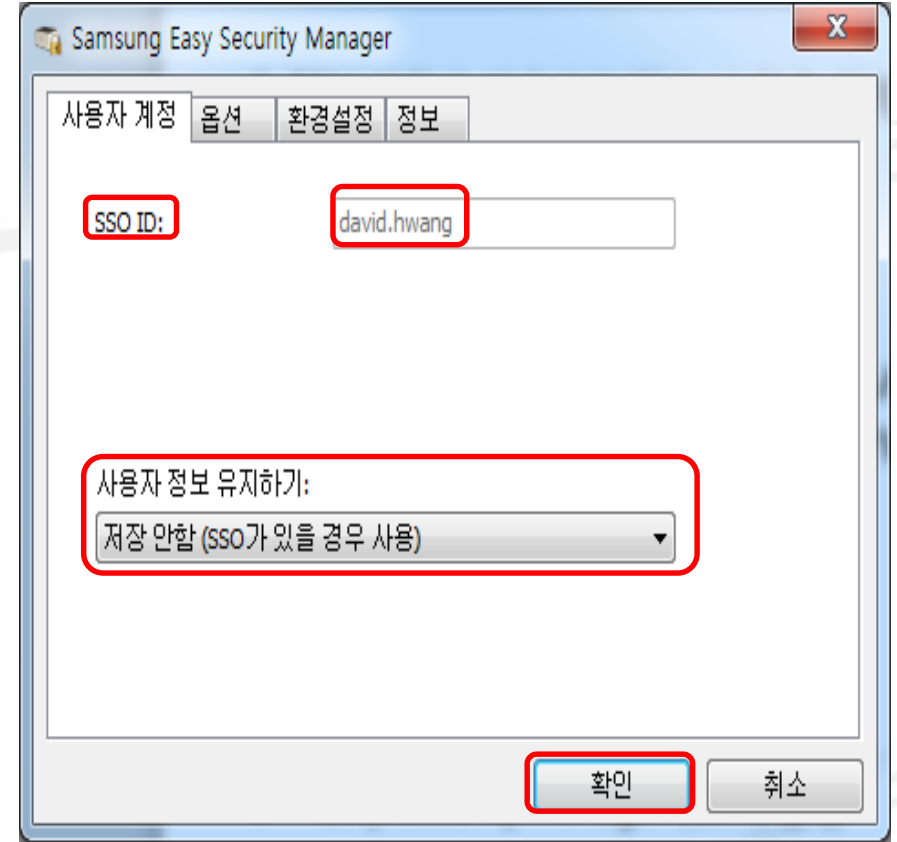 Samsung Easy Security Manager
사용자 계정 옵션 환경설정 정보
SSO ID: david.hwang
사용자 정보 유지하기:
저장 안함 (SSO가 있을 경우 사용)
확인 취소